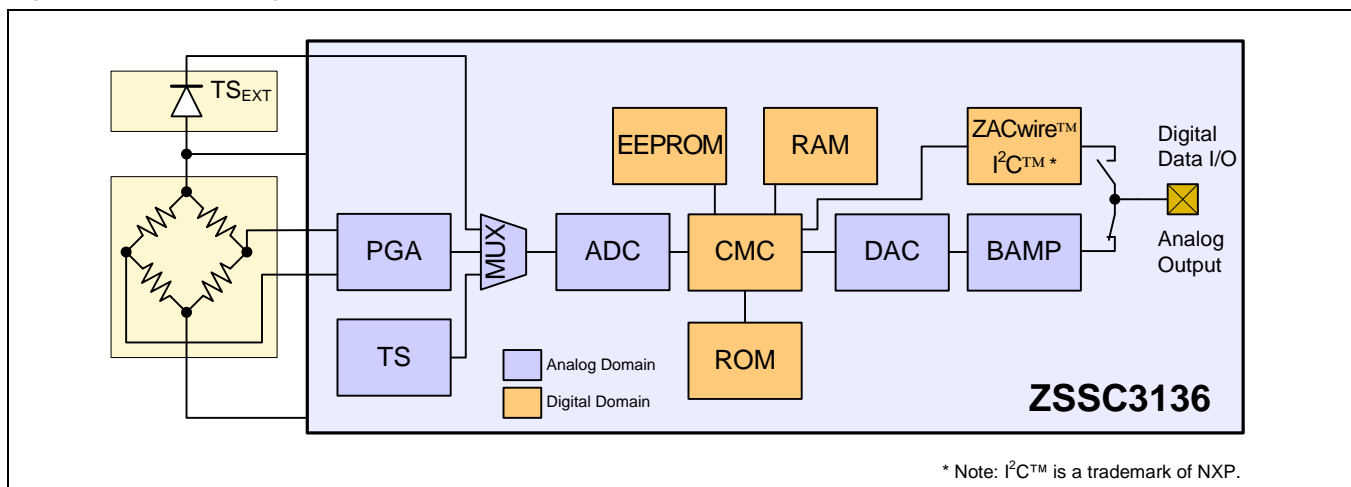 TSEXT
EEPROM
RAM
ZACwire™
I²C™ *
Digital
Data I/O
PGA
MUX
ADC
CMC
DAC
BAMP
Analog
Output
TS
ROM
Analog Domain
Digital Domain
ZSSC3136
* Note: I²C™ is a trademark of NXP.